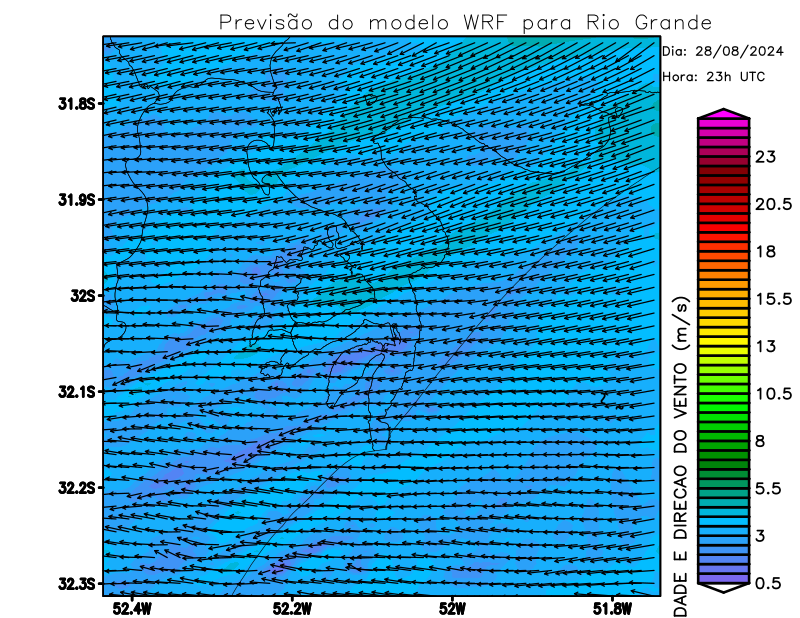 Previsão do modelo WRF para Rio Grande
Dia: 28/08/2024
Hora: 23h UTC
31.8S
31.9S
32S
32.1S
32.2S
32.3S
52.4W
52.2W
52W
51.8W
23
20.5
18
15.5
13
10.5
8
5.5
3
0.5
DADE E DIRECAO DO VENTO (m/s)